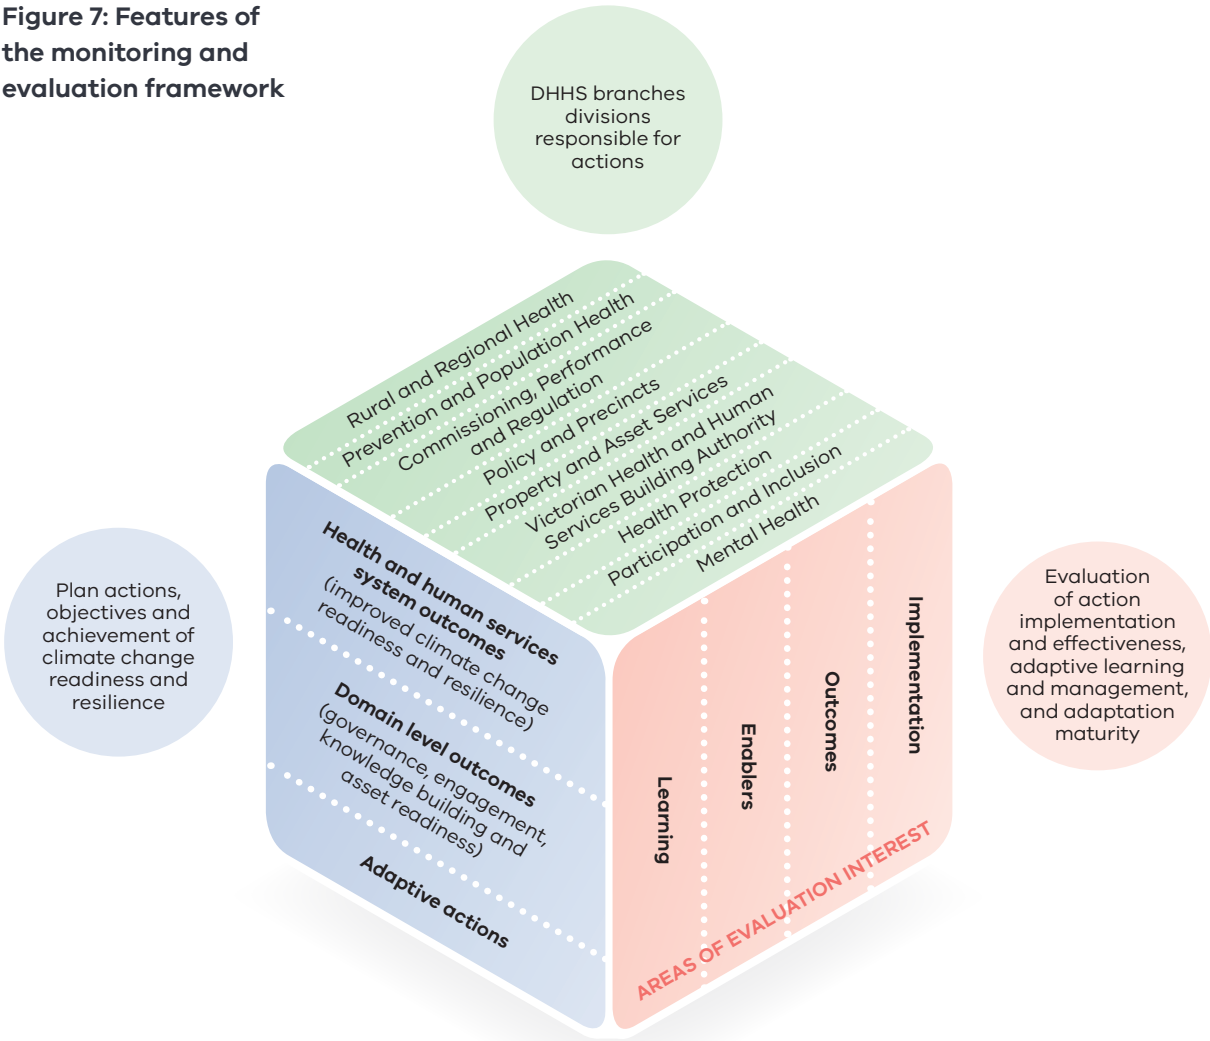 Figure 7: Features of
the monitoring and
evaluation framework
DHHS branches
divisions
responsible for
actions
Rural and Regional Health
Prevention and Population Health
Commissioning, Performance
and Regulation
Policy and Precincts
Property and Asset Services
Victorian Health and Human
Services Building Authority
Health Protection
Participation and Inclusion
Mental Health
Plan actions,
objectives and
achievement of
climate change
readiness and
resilience
Health and human services
system outcomes
(improved climate change
readiness and resilience)
Domain level outcomes
(governance, engagement,
knowledge building and
asset readiness)
Adaptive actions
Learning
Enablers
Outcomes
Implementation
AREAS OF EVALUATION INTEREST
Evaluation
of action
implementation
and effectiveness,
adaptive learning
and management,
and adaptation
maturity